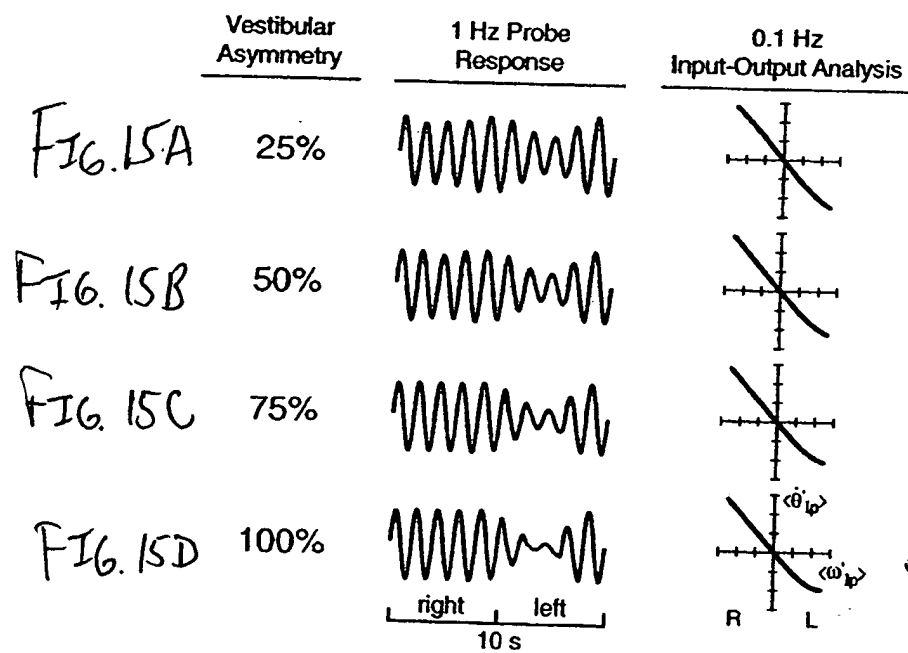 Vestibular
Asymmetry
1 Hz Probe
Response
0.1 Hz
Input-Output Analysis
FIG. 15A
25%
FIG. 15B
50%
FIG. 15C
75%
FIG. 15D
100%
<θ̇'lp>
<ω'lp>
right
left
10 s
R
L